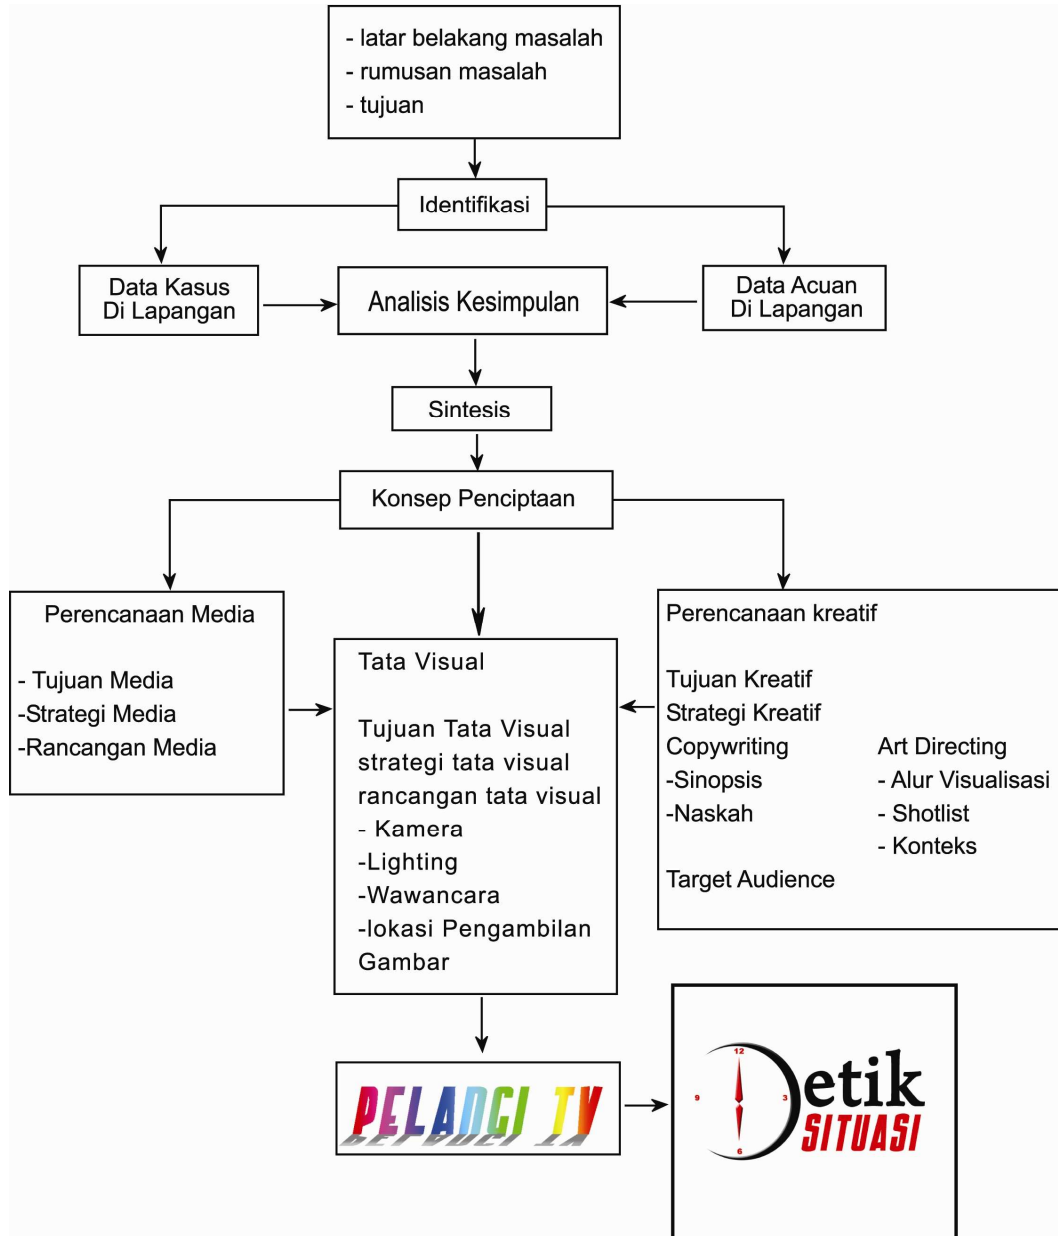 - latar belakang masalah
- rumusan masalah
- tujuan
Identifikasi
Data Kasus
Di Lapangan
Analisis Kesimpulan
Data Acuan
Di Lapangan
Sintesis
Konsep Penciptaan
Perencanaan Media
- Tujuan Media
-Strategi Media
-Rancangan Media
Tata Visual
Tujuan Tata Visual
strategi tata visual
rancangan tata visual
- Kamera
-Lighting
-Wawancara
-lokasi Pengambilan
Gambar
Perencanaan kreatif
Tujuan Kreatif
Strategi Kreatif
Copywriting
-Sinopsis
-Naskah
Art Directing
- Alur Visualisasi
- Shotlist
- Konteks
Target Audience
PELANGI TV
12
9
3
6
Detik
SITUASI